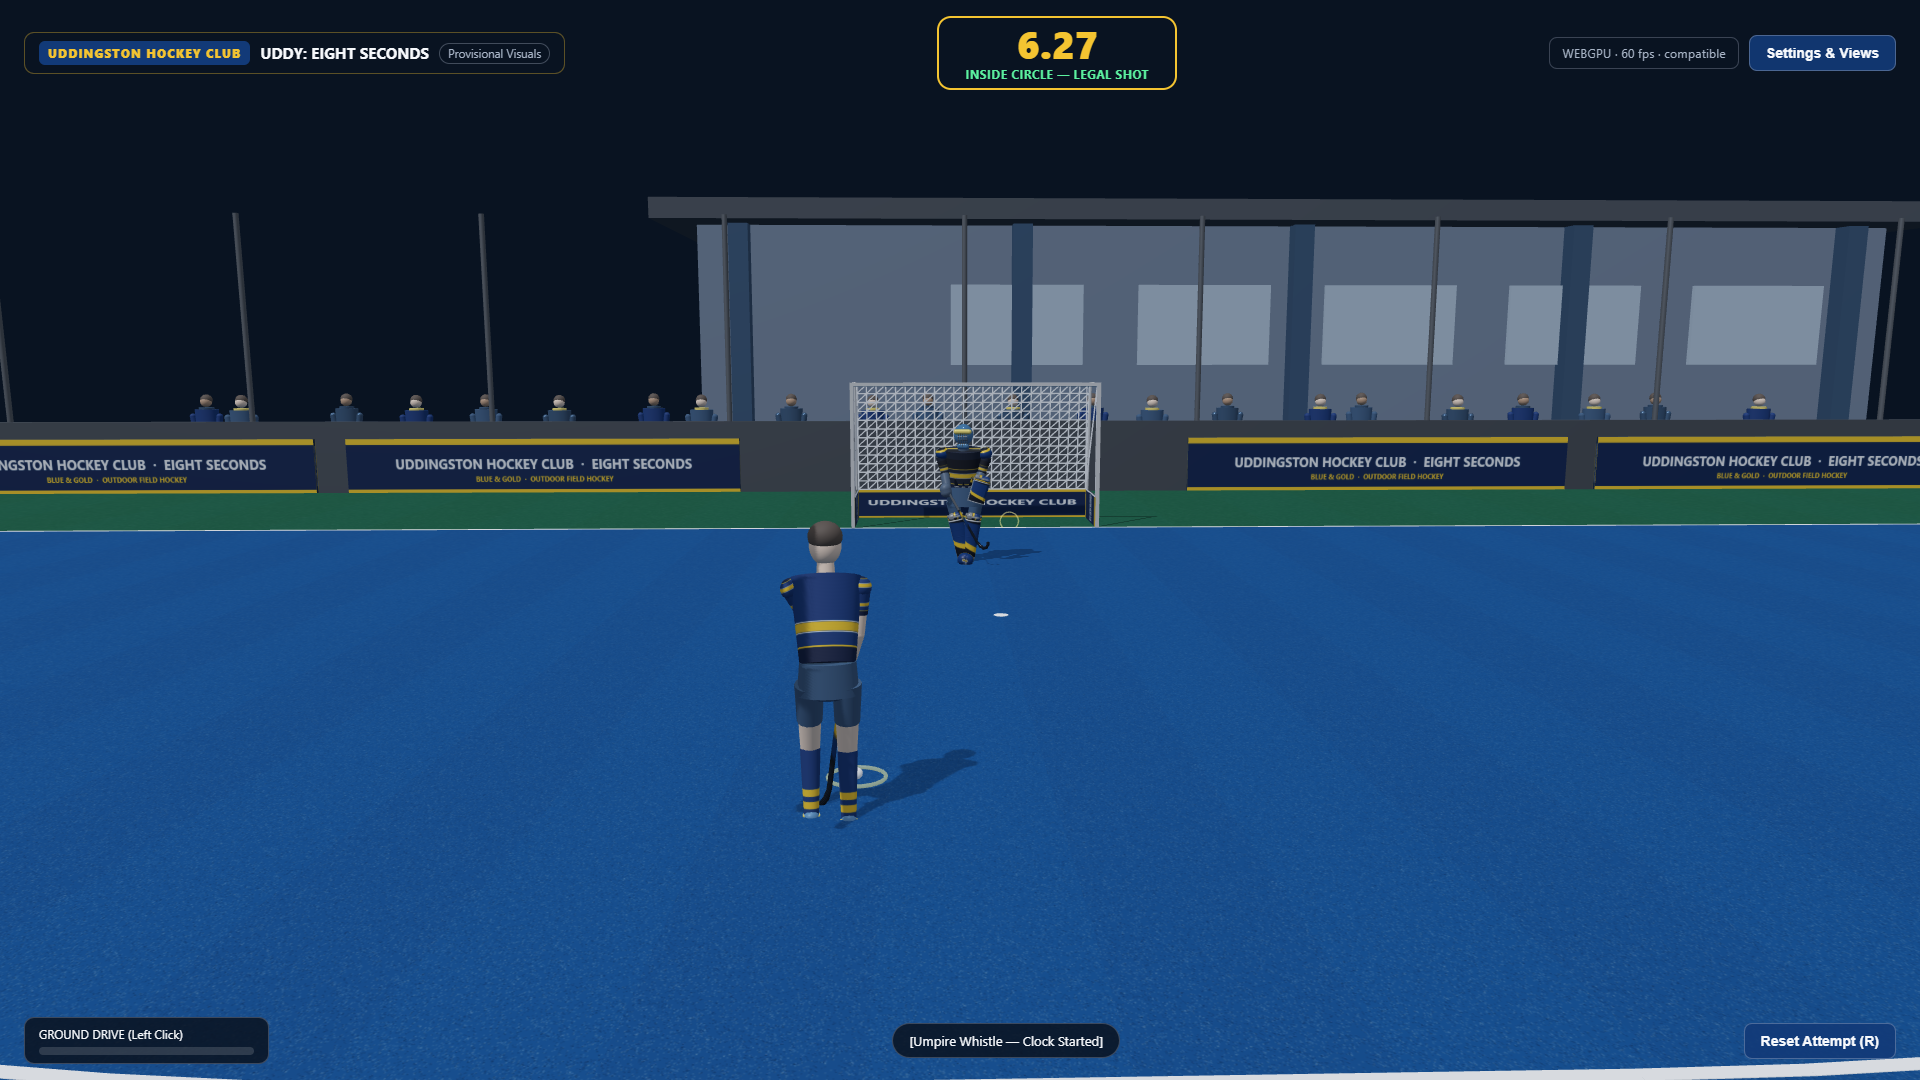 UDDINGSTON HOCKEY CLUB UDDY: EIGHT SECONDS Provisional Visuals
6.27
INSIDE CIRCLE — LEGAL SHOT
WEBGPU · 60 fps · compatible
Settings & Views
NGSTON HOCKEY CLUB · EIGHT SECONDS
BLUE & GOLD · OUTDOOR FIELD HOCKEY
UDDINGSTON HOCKEY CLUB · EIGHT SECONDS
BLUE & GOLD · OUTDOOR FIELD HOCKEY
UDDINGST OCKEY CLUB
UDDINGSTON HOCKEY CLUB · EIGHT SECONDS
BLUE & GOLD · OUTDOOR FIELD HOCKEY
UDDINGSTON HOCKEY CLUB · EIGHT SECONDS
BLUE & GOLD · OUTDOOR FIELD HOCKEY
GROUND DRIVE (Left Click)
[Umpire Whistle — Clock Started]
Reset Attempt (R)